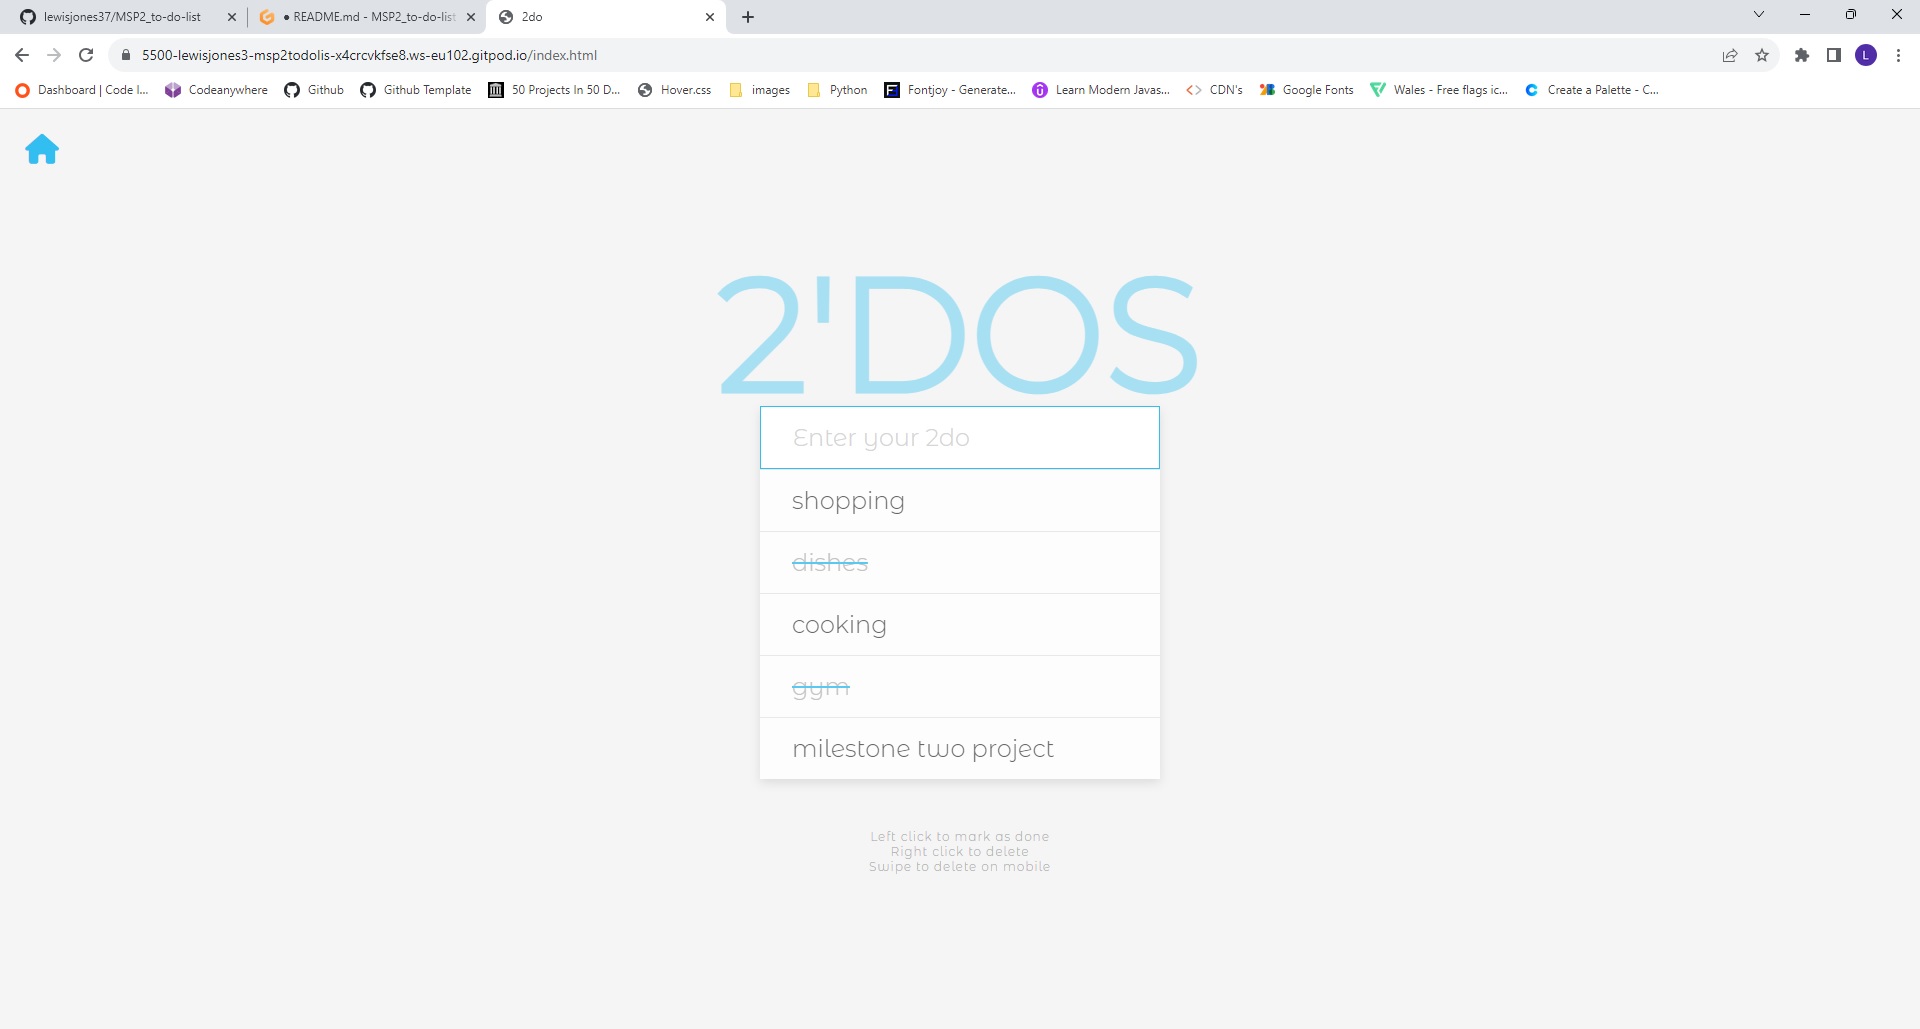 lewisjones37/MSP2_to-do-list
● README.md - MSP2_to-do-list
2do
5500-lewisjones3-msp2todolis-x4crcvkfse8.ws-eu102.gitpod.io/index.html
L
Dashboard | Code I...
Codeanywhere
Github
Github Template
50 Projects In 50 D...
Hover.css
images
Python
Fontjoy - Generate...
Learn Modern Javas...
CDN's
Google Fonts
Wales - Free flags ic...
Create a Palette - C...
2'DOS
Enter your 2do
shopping
dishes
cooking
gym
milestone two project
Left click to mark as done
Right click to delete
Swipe to delete on mobile